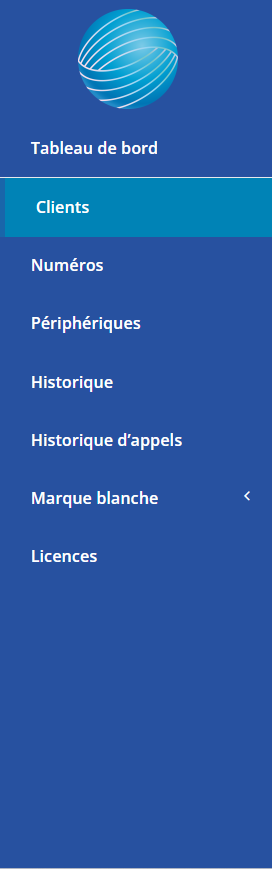 Tableau de bord
Clients
Numéros
Périphériques
Historique
Historique d’appels
Marque blanche
Licences